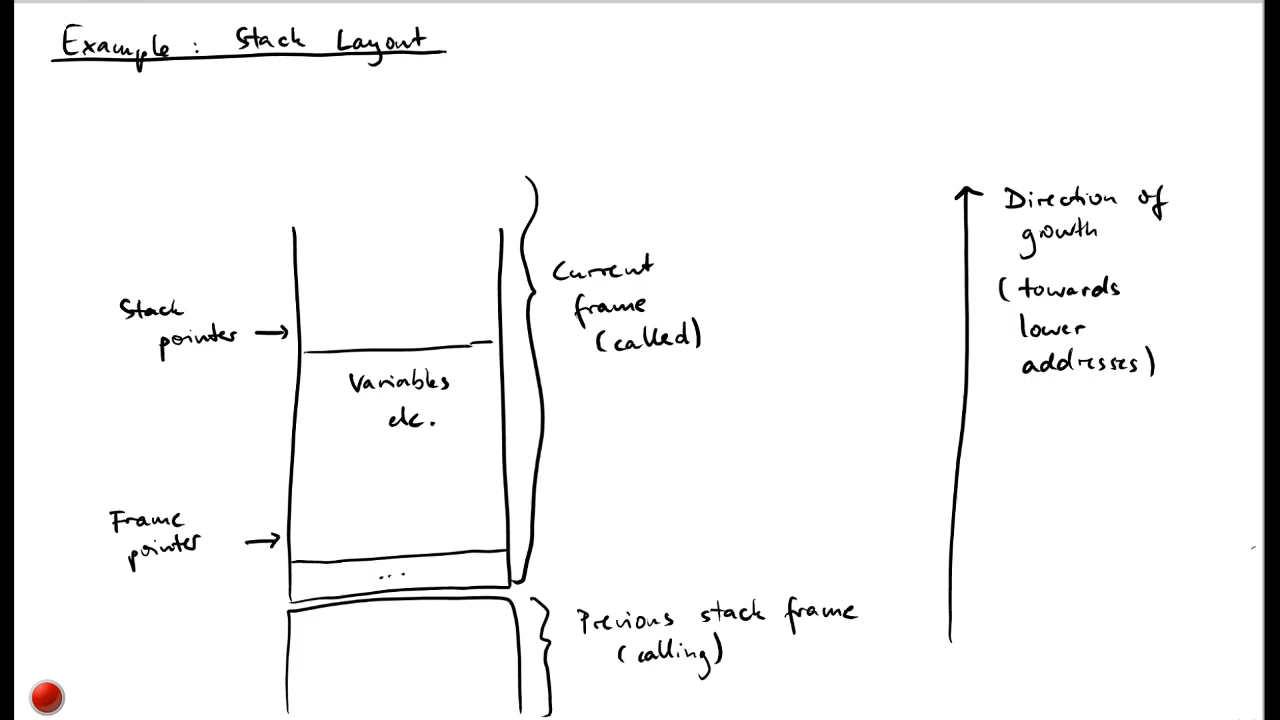 Example: Stack Layout
Direction of
growth
(towards
lower
addresses)
Current
frame
(called)
Stack
pointer
Variables
etc.
Frame
pointer
...
Previous stack frame
(calling)